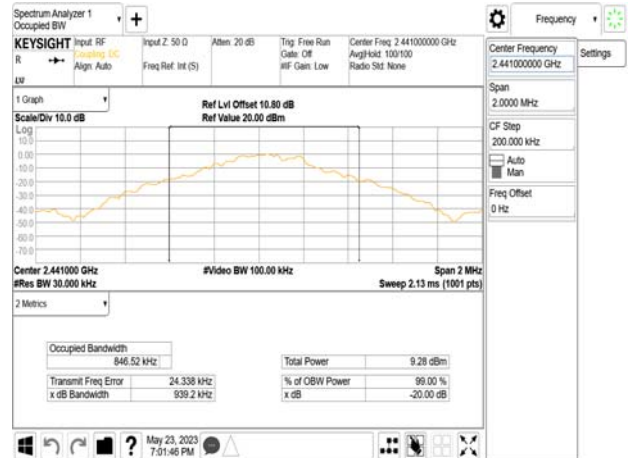 Spectrum Analyzer 1
Occupied BW
Frequency
KEYSIGHT Input: RF Input Z: 50 Ω Atten: 20 dB Trig: Free Run Center Freq: 2.441000000 GHz
R Coupling: DC Gate: Off Avg|Hold: 100/100
Align: Auto Freq Ref: Int (S) #IF Gain: Low Radio Std: None
Center Frequency
2.441000000 GHz
Settings
Span
2.0000 MHz
CF Step
200.000 kHz
Auto
Man
Freq Offset
0 Hz
1 Graph
Ref Lvl Offset 10.80 dB
Scale/Div 10.0 dB Ref Value 20.00 dBm
Log
10.0
0.00
-10.0
-20.0
-30.0
-40.0
-50.0
-60.0
-70.0
Center 2.441000 GHz #Video BW 100.00 kHz Span 2 MHz
#Res BW 30.000 kHz Sweep 2.13 ms (1001 pts)
2 Metrics
Occupied Bandwidth
846.52 kHz Total Power 9.28 dBm
Transmit Freq Error 24.338 kHz % of OBW Power 99.00 %
x dB Bandwidth 939.2 kHz x dB -20.00 dB
May 23, 2023
7:01:46 PM